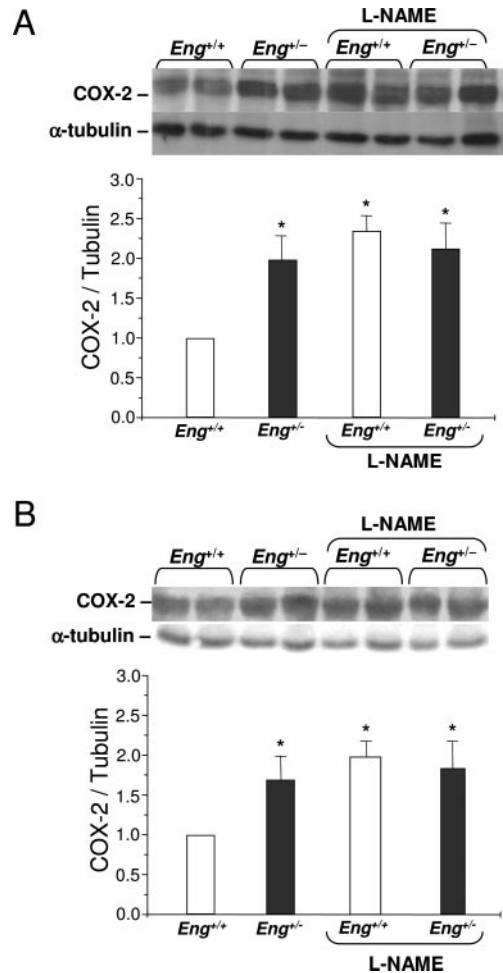 A
L-NAME
Eng+/+ Eng+/− Eng+/+ Eng+/−
COX-2 –
α-tubulin –
3.0
2.5
2.0
1.5
1.0
0.5
0.0
COX-2 / Tubulin
* * *
Eng+/+ Eng+/- Eng+/+ Eng+/-
L-NAME
B
L-NAME
Eng+/+ Eng+/− Eng+/+ Eng+/−
COX-2 –
α-tubulin –
3.0
2.5
2.0
1.5
1.0
0.5
0.0
COX-2 / Tubulin
* * *
Eng+/+ Eng+/- Eng+/+ Eng+/-
L-NAME